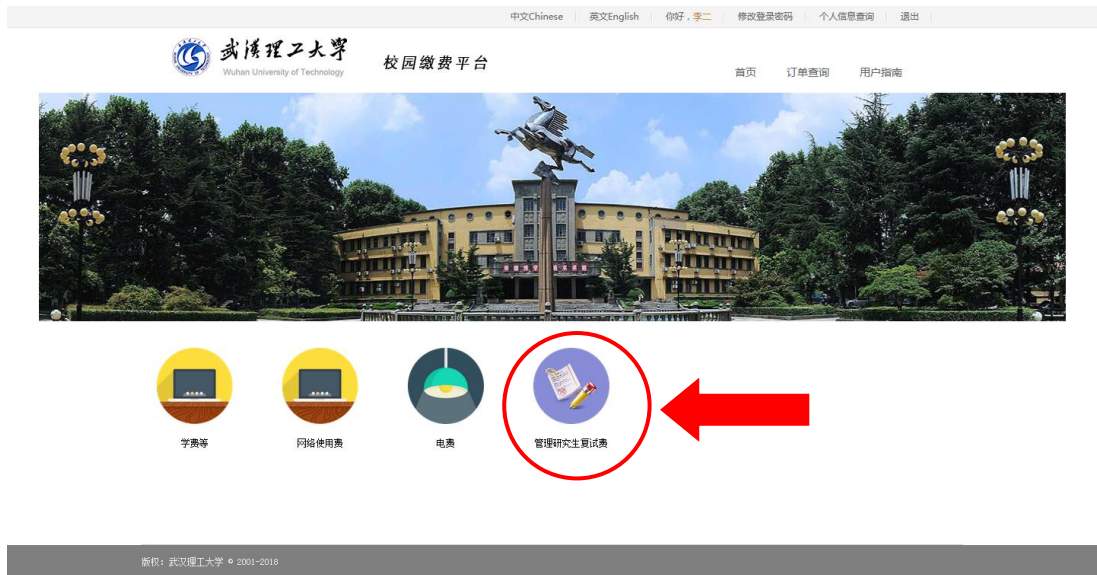 中文Chinese 英文English 你好，李二 修改登录密码 个人信息查询 退出
武漢理工大學 校园缴费平台
Wuhan University of Technology
首页 订单查询 用户指南
学费等 网络使用费 电费 管理研究生复试费
版权：武汉理工大学 © 2001-2018